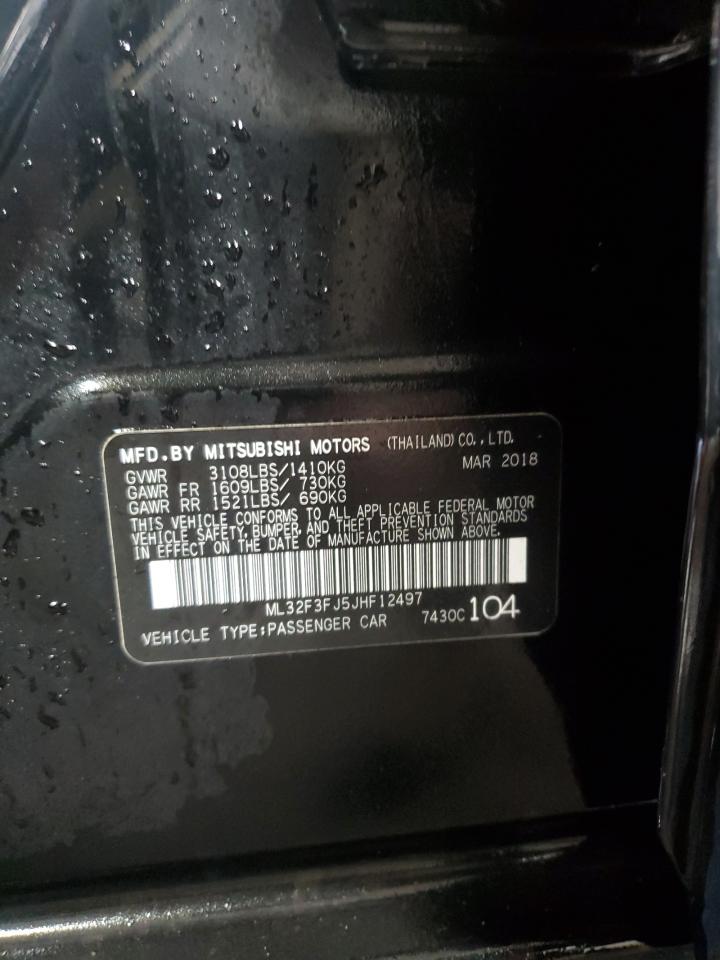 MFD.BY MITSUBISHI MOTORS (THAILAND) CO., LTD.
GVWR 3108LBS/1410KG MAR 2018
GAWR FR 1609LBS/ 730KG
GAWR RR 1521LBS/ 690KG
THIS VEHICLE CONFORMS TO ALL APPLICABLE FEDERAL MOTOR
VEHICLE SAFETY, BUMPER, AND THEFT PREVENTION STANDARDS
IN EFFECT ON THE DATE OF MANUFACTURE SHOWN ABOVE.
ML32F3FJ5JHF12497
VEHICLE TYPE:PASSENGER CAR 7430C 104